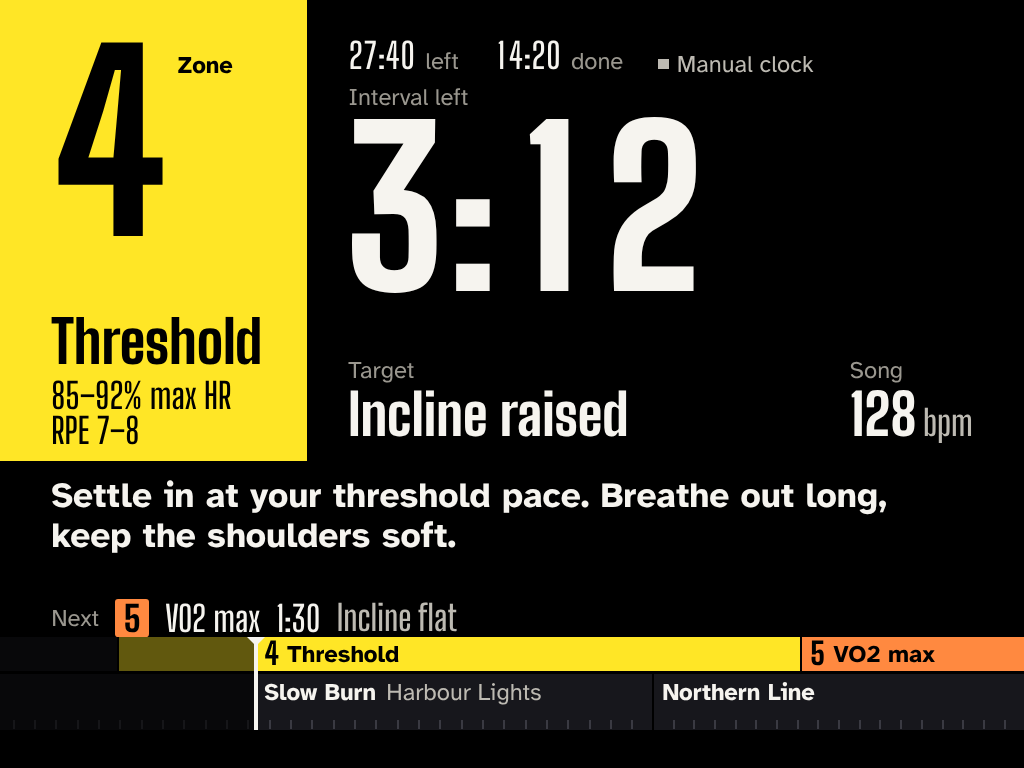 4 Zone
Threshold
85–92% max HR
RPE 7–8
27:40 left 14:20 done Manual clock
Interval left
3:12
Target
Incline raised
Song
128 bpm
Settle in at your threshold pace. Breathe out long,
keep the shoulders soft.
Next 5 VO2 max 1:30 Incline flat
4 Threshold 5 VO2 max
Slow Burn Harbour Lights Northern Line